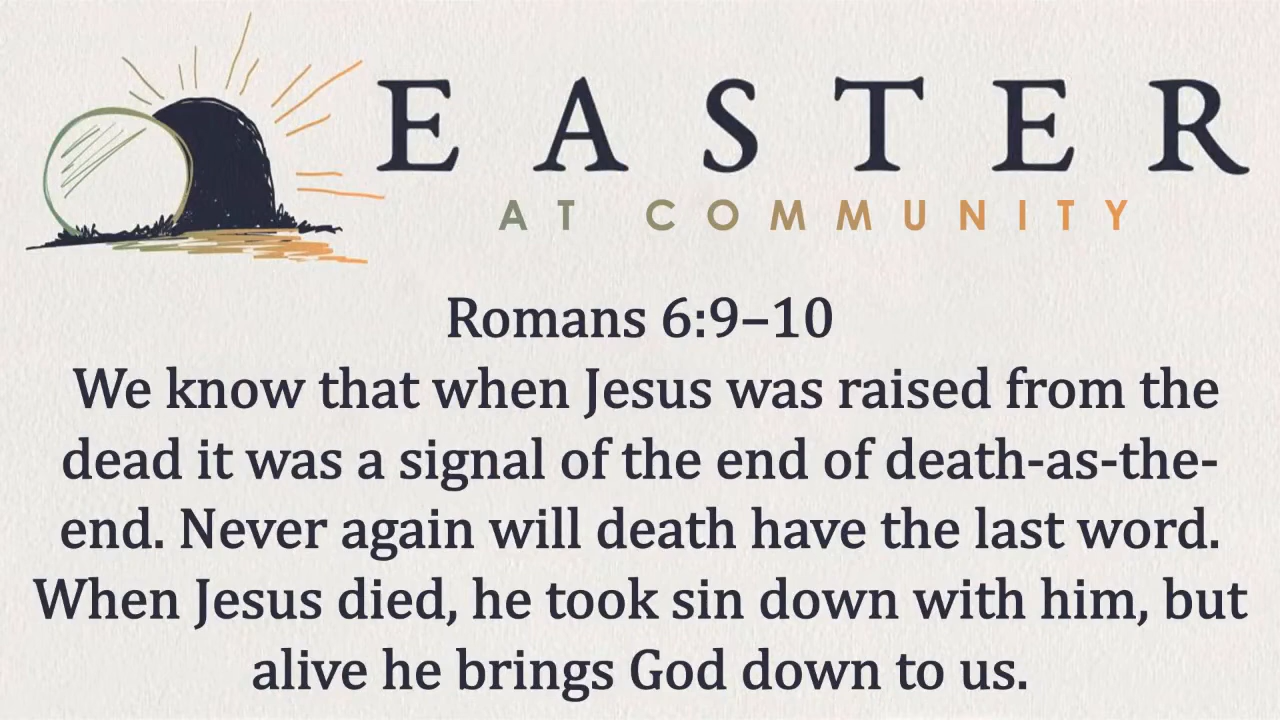 EASTER
AT COMMUNITY
Romans 6:9–10
We know that when Jesus was raised from the
dead it was a signal of the end of death-as-the-
end. Never again will death have the last word.
When Jesus died, he took sin down with him, but
alive he brings God down to us.